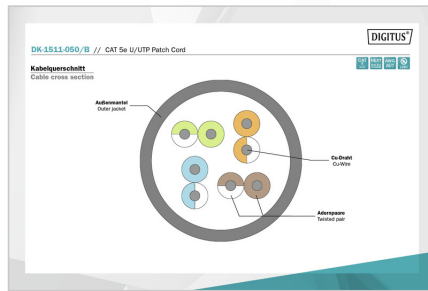 DIGITUS®
DK-1511-050/B // CAT 5e U/UTP Patch Cord
Kabelquerschnitt
Cable cross section
Außenmantel
Outer jacket
Cu-Draht
Cu-Wire
Adernpaare
Twisted pair